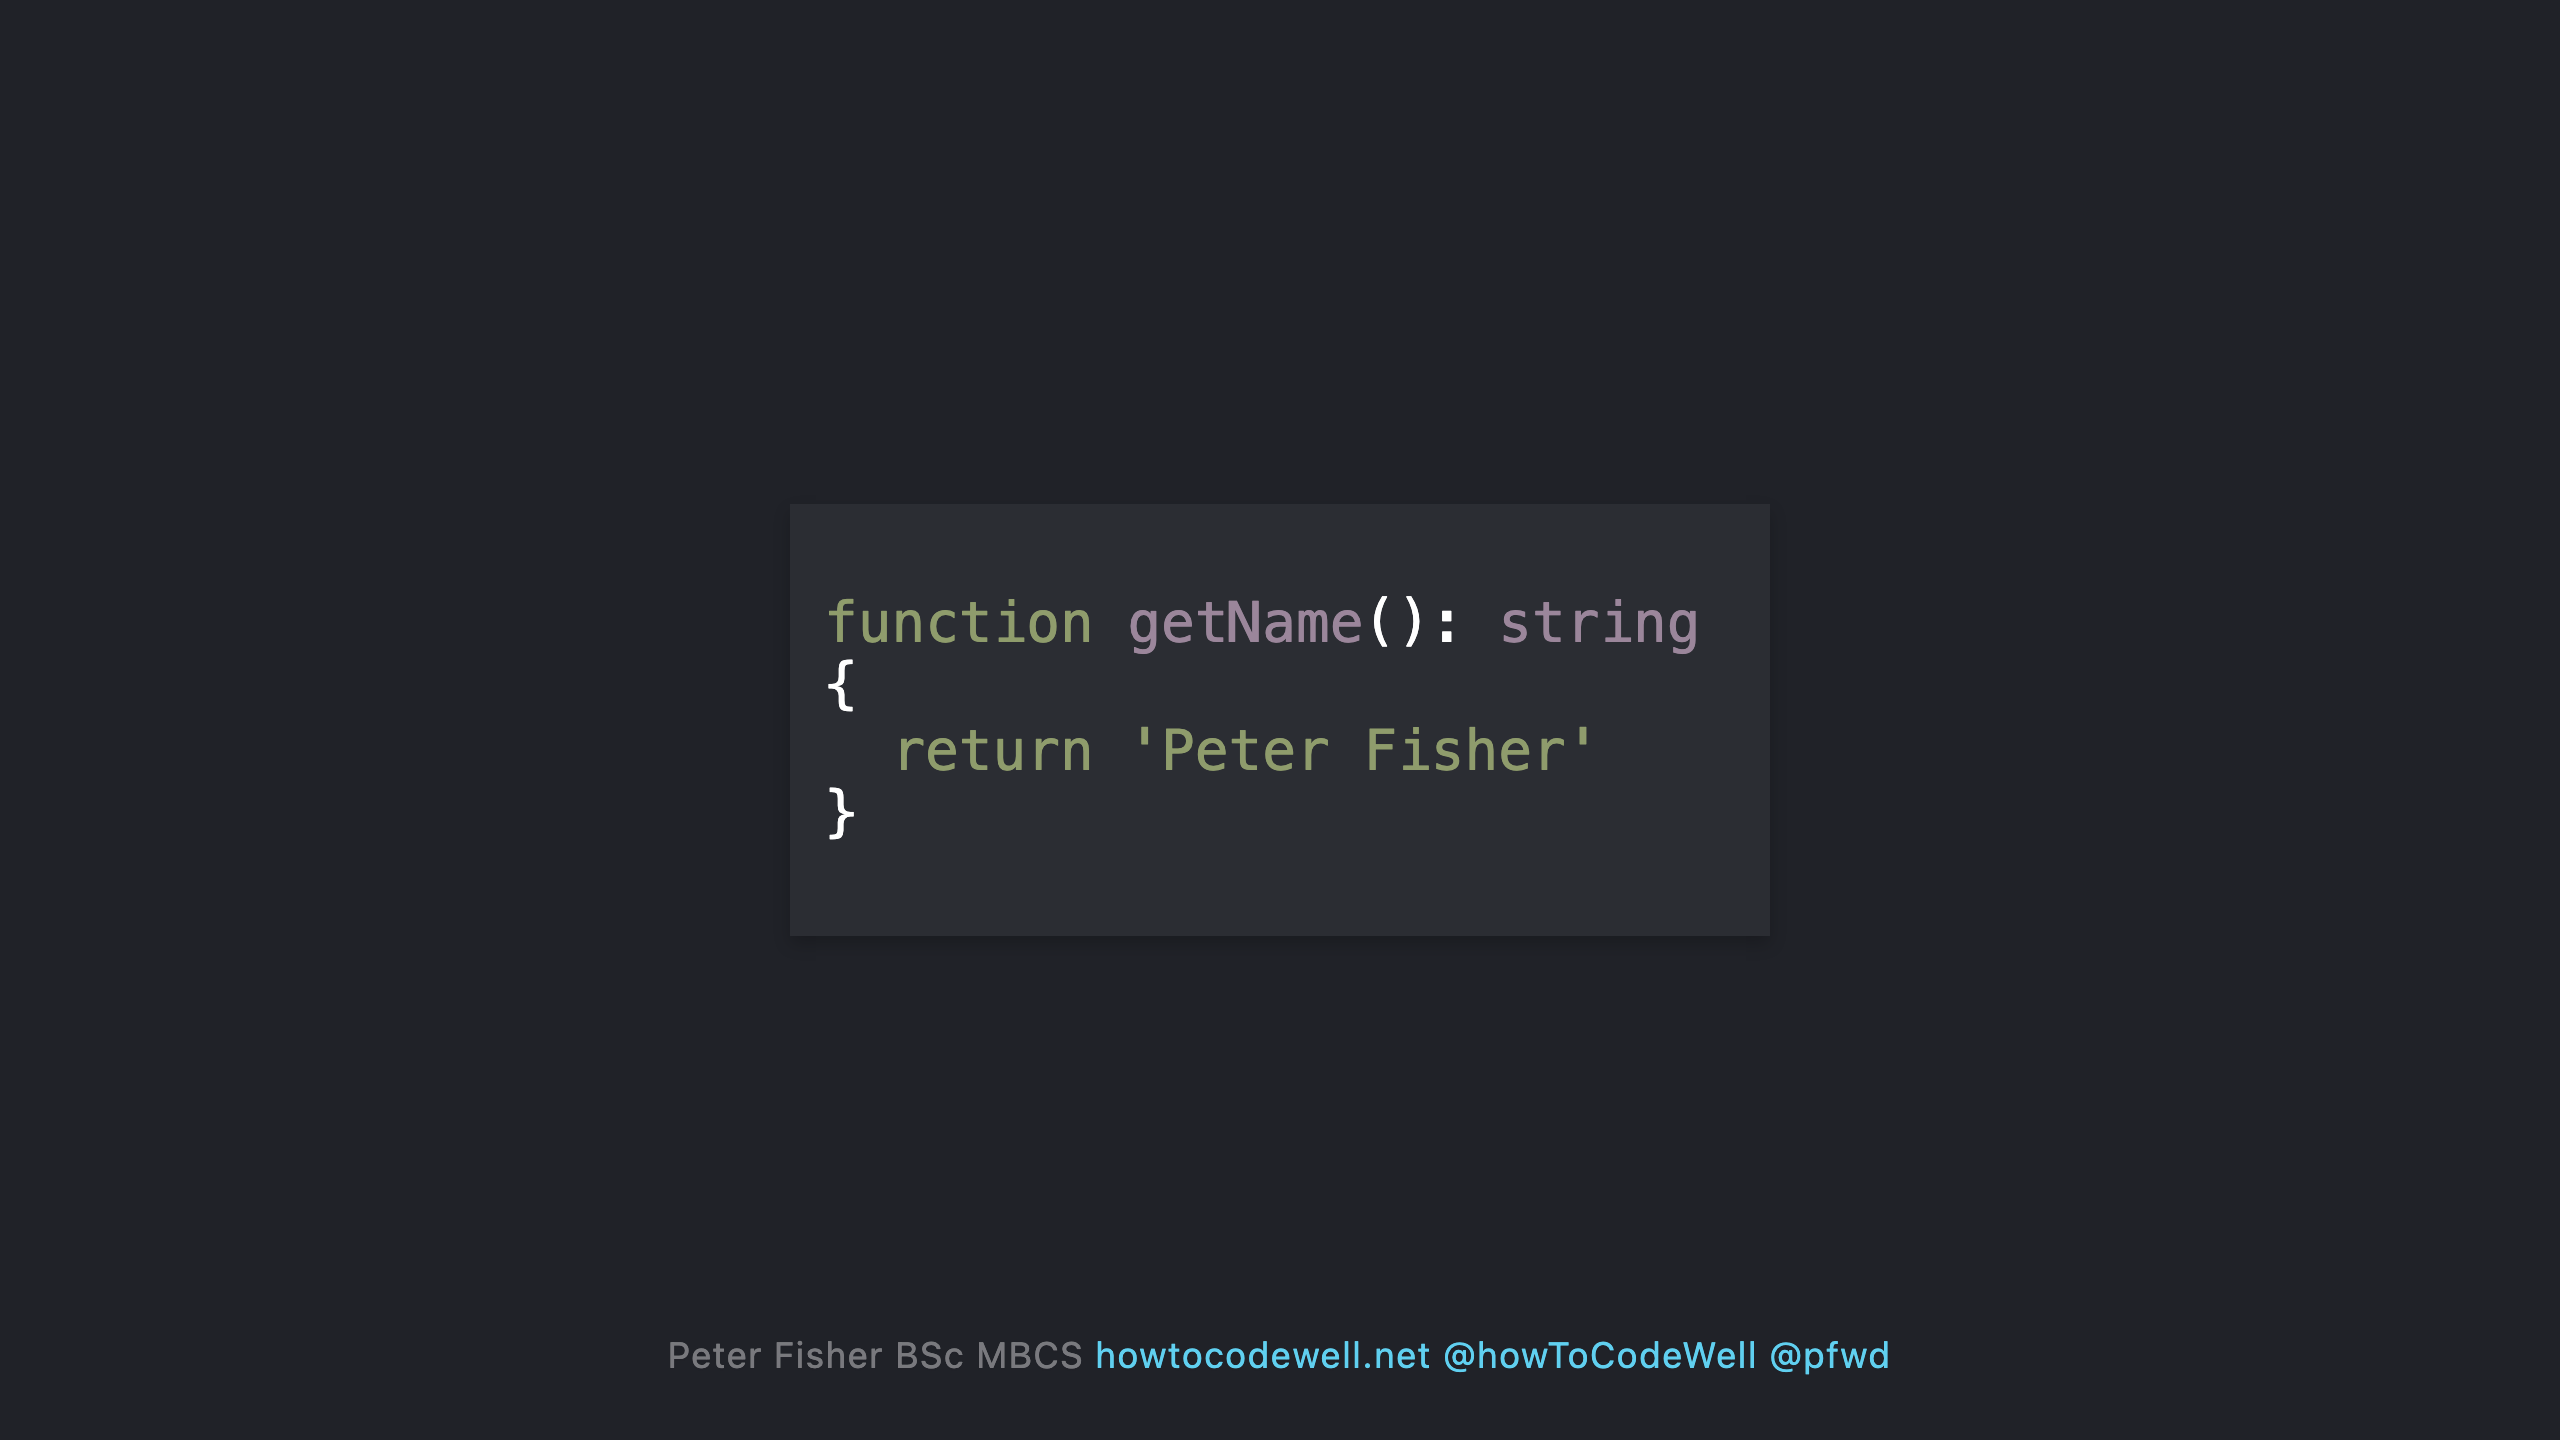 function getName(): string
{
  return 'Peter Fisher'
}
Peter Fisher BSc MBCS howtocodewell.net @howToCodeWell @pfwd